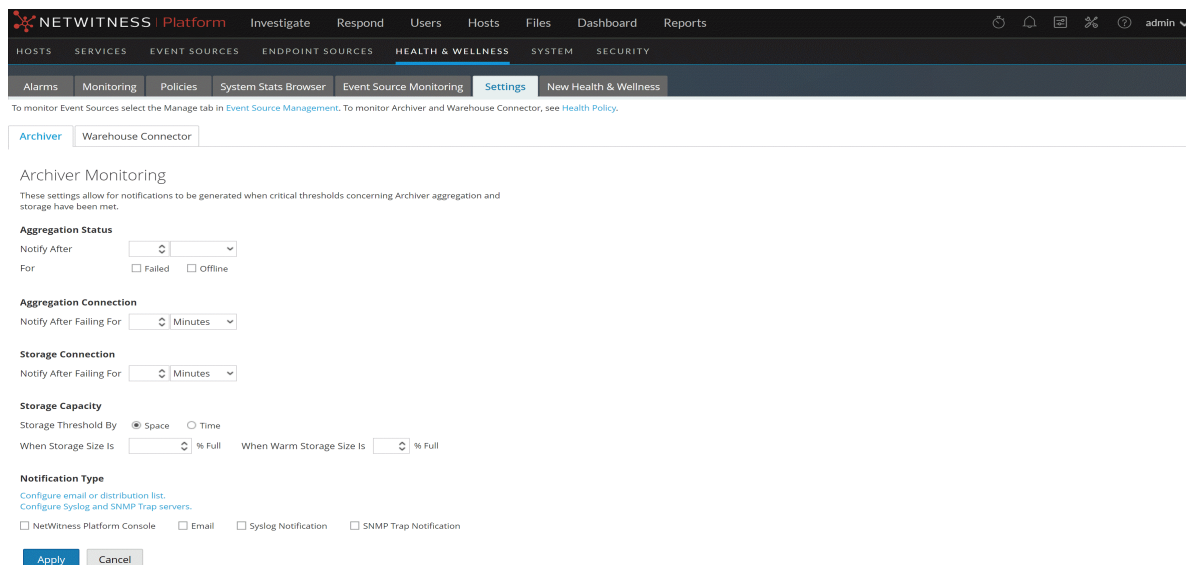 NETWITNESS | Platform Investigate Respond Users Hosts Files Dashboard Reports admin
HOSTS SERVICES EVENT SOURCES ENDPOINT SOURCES HEALTH & WELLNESS SYSTEM SECURITY
Alarms Monitoring Policies System Stats Browser Event Source Monitoring Settings New Health & Wellness
To monitor Event Sources select the Manage tab in Event Source Management. To monitor Archiver and Warehouse Connector, see Health Policy.
Archiver Warehouse Connector
Archiver Monitoring
These settings allow for notifications to be generated when critical thresholds concerning Archiver aggregation and
storage have been met.
Aggregation Status
Notify After
For Failed Offline
Aggregation Connection
Notify After Failing For Minutes
Storage Connection
Notify After Failing For Minutes
Storage Capacity
Storage Threshold By Space Time
When Storage Size Is % Full When Warm Storage Size Is % Full
Notification Type
Configure email or distribution list.
Configure Syslog and SNMP Trap servers.
NetWitness Platform Console Email Syslog Notification SNMP Trap Notification
Apply Cancel